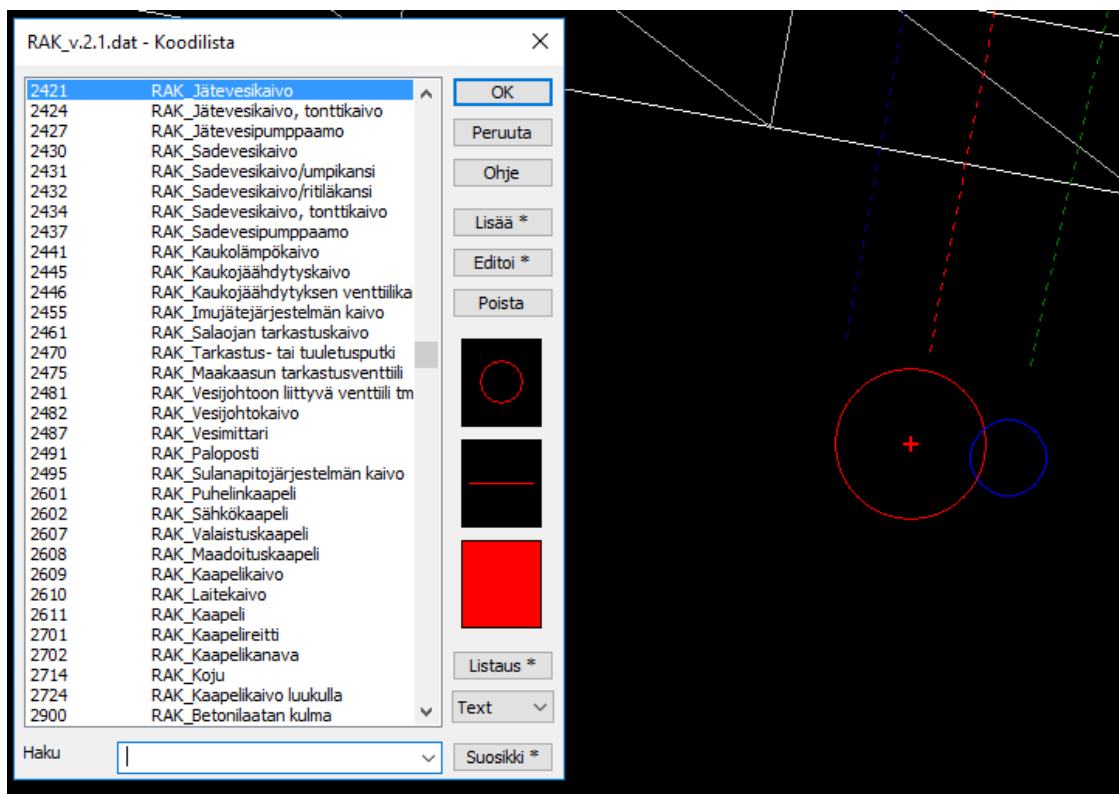 RAK_v.2.1.dat - Koodilista
2421 RAK_Jätevesikaivo
2424 RAK_Jätevesikaivo, tonttikaivo
2427 RAK_Jätevesipumppaamo
2430 RAK_Sadevesikaivo
2431 RAK_Sadevesikaivo/umpikansi
2432 RAK_Sadevesikaivo/ritiläkansi
2434 RAK_Sadevesikaivo, tonttikaivo
2437 RAK_Sadevesipumppaamo
2441 RAK_Kaukolämpökaivo
2445 RAK_Kaukojäähdytyskaivo
2446 RAK_Kaukojäähdytyksen venttiilikai
2455 RAK_Imujätejärjestelmän kaivo
2461 RAK_Salaojan tarkastuskaivo
2470 RAK_Tarkastus- tai tuuletusputki
2475 RAK_Maakaasun tarkastusventtiili
2481 RAK_Vesijohtoon liittyvä venttiili tm
2482 RAK_Vesijohtokaivo
2487 RAK_Vesimittari
2491 RAK_Paloposti
2495 RAK_Sulanapitojärjestelmän kaivo
2601 RAK_Puhelinkaapeli
2602 RAK_Sähkökaapeli
2607 RAK_Valaistuskaapeli
2608 RAK_Maadoituskaapeli
2609 RAK_Kaapelikaivo
2610 RAK_Laitekaivo
2611 RAK_Kaapeli
2701 RAK_Kaapelireitti
2702 RAK_Kaapelikanava
2714 RAK_Koju
2724 RAK_Kaapelikaivo luukulla
2900 RAK_Betonilaatan kulma
Haku
OK
Peruuta
Ohje
Lisää *
Editoi *
Poista
Listaus *
Text
Suosikki *